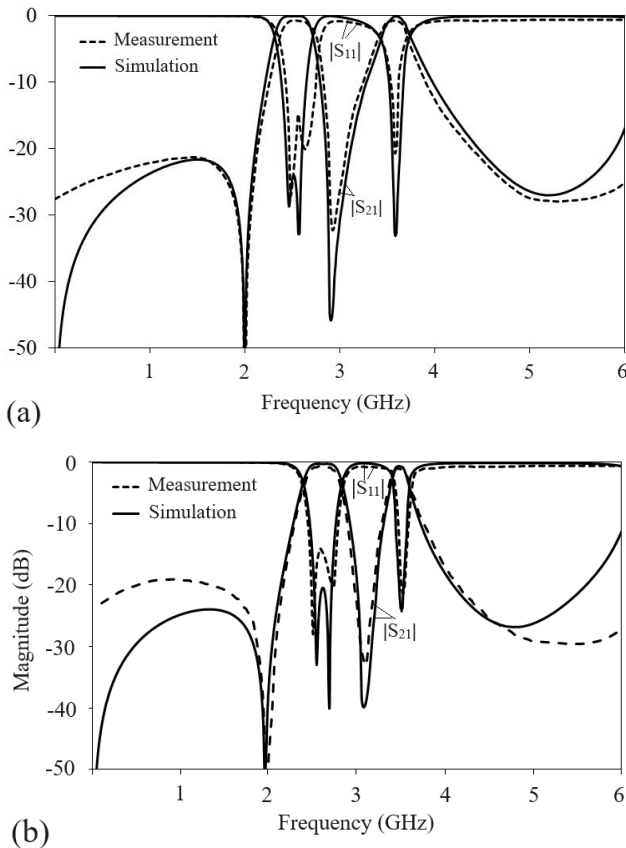 0
-10
-20
-30
-40
-50
Measurement
Simulation
|S11|
|S21|
1 2 3 4 5 6
Frequency (GHz)
(a)
Magnitude (dB)
0
-10
-20
-30
-40
-50
Measurement
Simulation
|S11|
|S21|
1 2 3 4 5 6
Frequency (GHz)
(b)